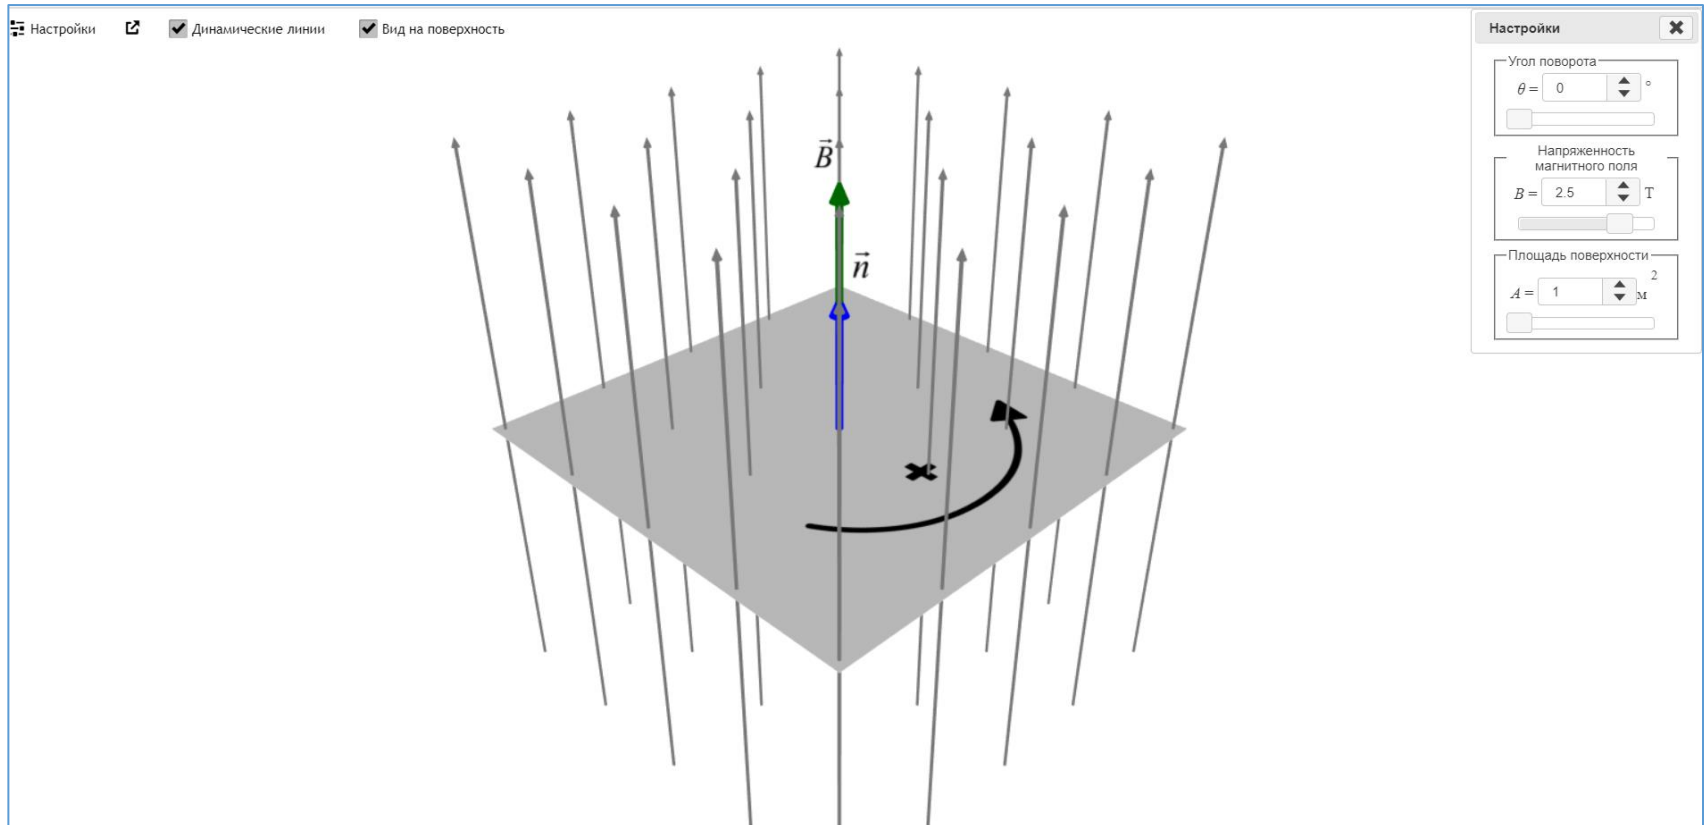 Настройки
Динамические линии
Вид на поверхность
Настройки
Угол поворота
θ = 0 °
Напряженность
магнитного поля
B = 2.5 T
Площадь поверхности
A = 1 м 2
B
n